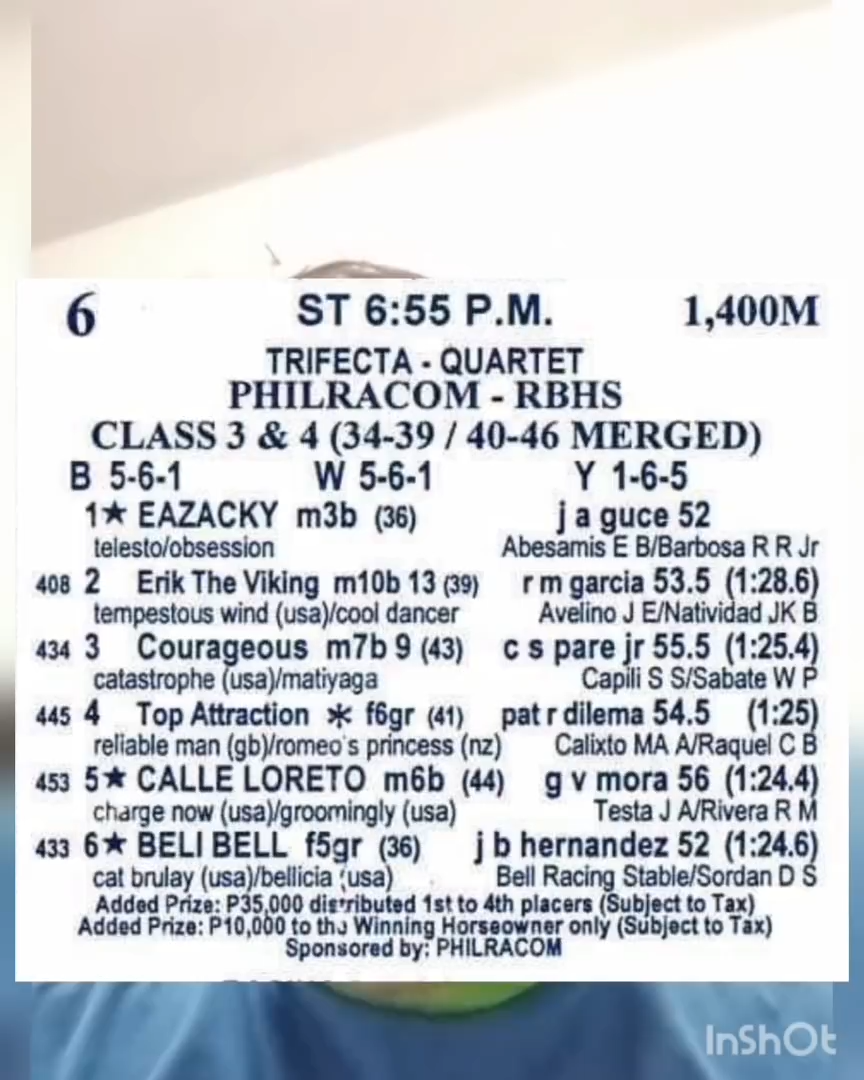 6 ST 6:55 P.M. 1,400M
TRIFECTA - QUARTET
PHILRACOM - RBHS
CLASS 3 & 4 (34-39 / 40-46 MERGED)
B 5-6-1 W 5-6-1 Y 1-6-5
1★ EAZACKY m3b (36) j a guce 52
telesto/obsession Abesamis E B/Barbosa R R Jr
408 2 Erik The Viking m10b 13 (39) r m garcia 53.5 (1:28.6)
tempestous wind (usa)/cool dancer Avelino J E/Natividad JK B
434 3 Courageous m7b 9 (43) c s pare jr 55.5 (1:25.4)
catastrophe (usa)/matiyaga Capili S S/Sabate W P
445 4 Top Attraction * f6gr (41) pat r dilema 54.5 (1:25)
reliable man (gb)/romeo's princess (nz) Calixto MA A/Raquel C B
453 5★ CALLE LORETO m6b (44) g v mora 56 (1:24.4)
charge now (usa)/groomingly (usa) Testa J A/Rivera R M
433 6★ BELI BELL f5gr (36) j b hernandez 52 (1:24.6)
cat brulay (usa)/bellicia (usa) Bell Racing Stable/Sordan D S
Added Prize: P35,000 distributed 1st to 4th placers (Subject to Tax)
Added Prize: P10,000 to the Winning Horseowner only (Subject to Tax)
Sponsored by: PHILRACOM
InShOt